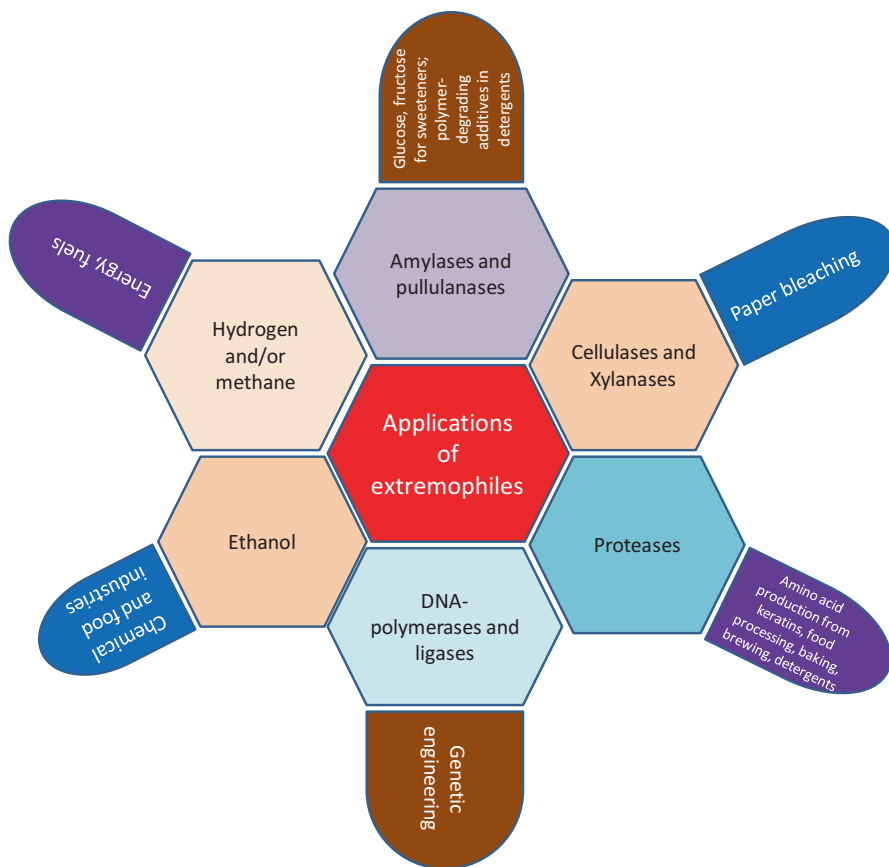 Glucose, fructose
for sweeteners;
polymer-
degrading
additives in
detergents
Amylases and
pullulanases
Paper bleaching
Cellulases and
Xylanases
Energy, fuels
Hydrogen
and/or
methane
Applications
of
extremophiles
Ethanol
Chemical
and food
industries
Proteases
Amino acid
production from
keratins, food
processing, baking,
brewing, detergents
DNA-
polymerases and
ligases
Genetic
engineering